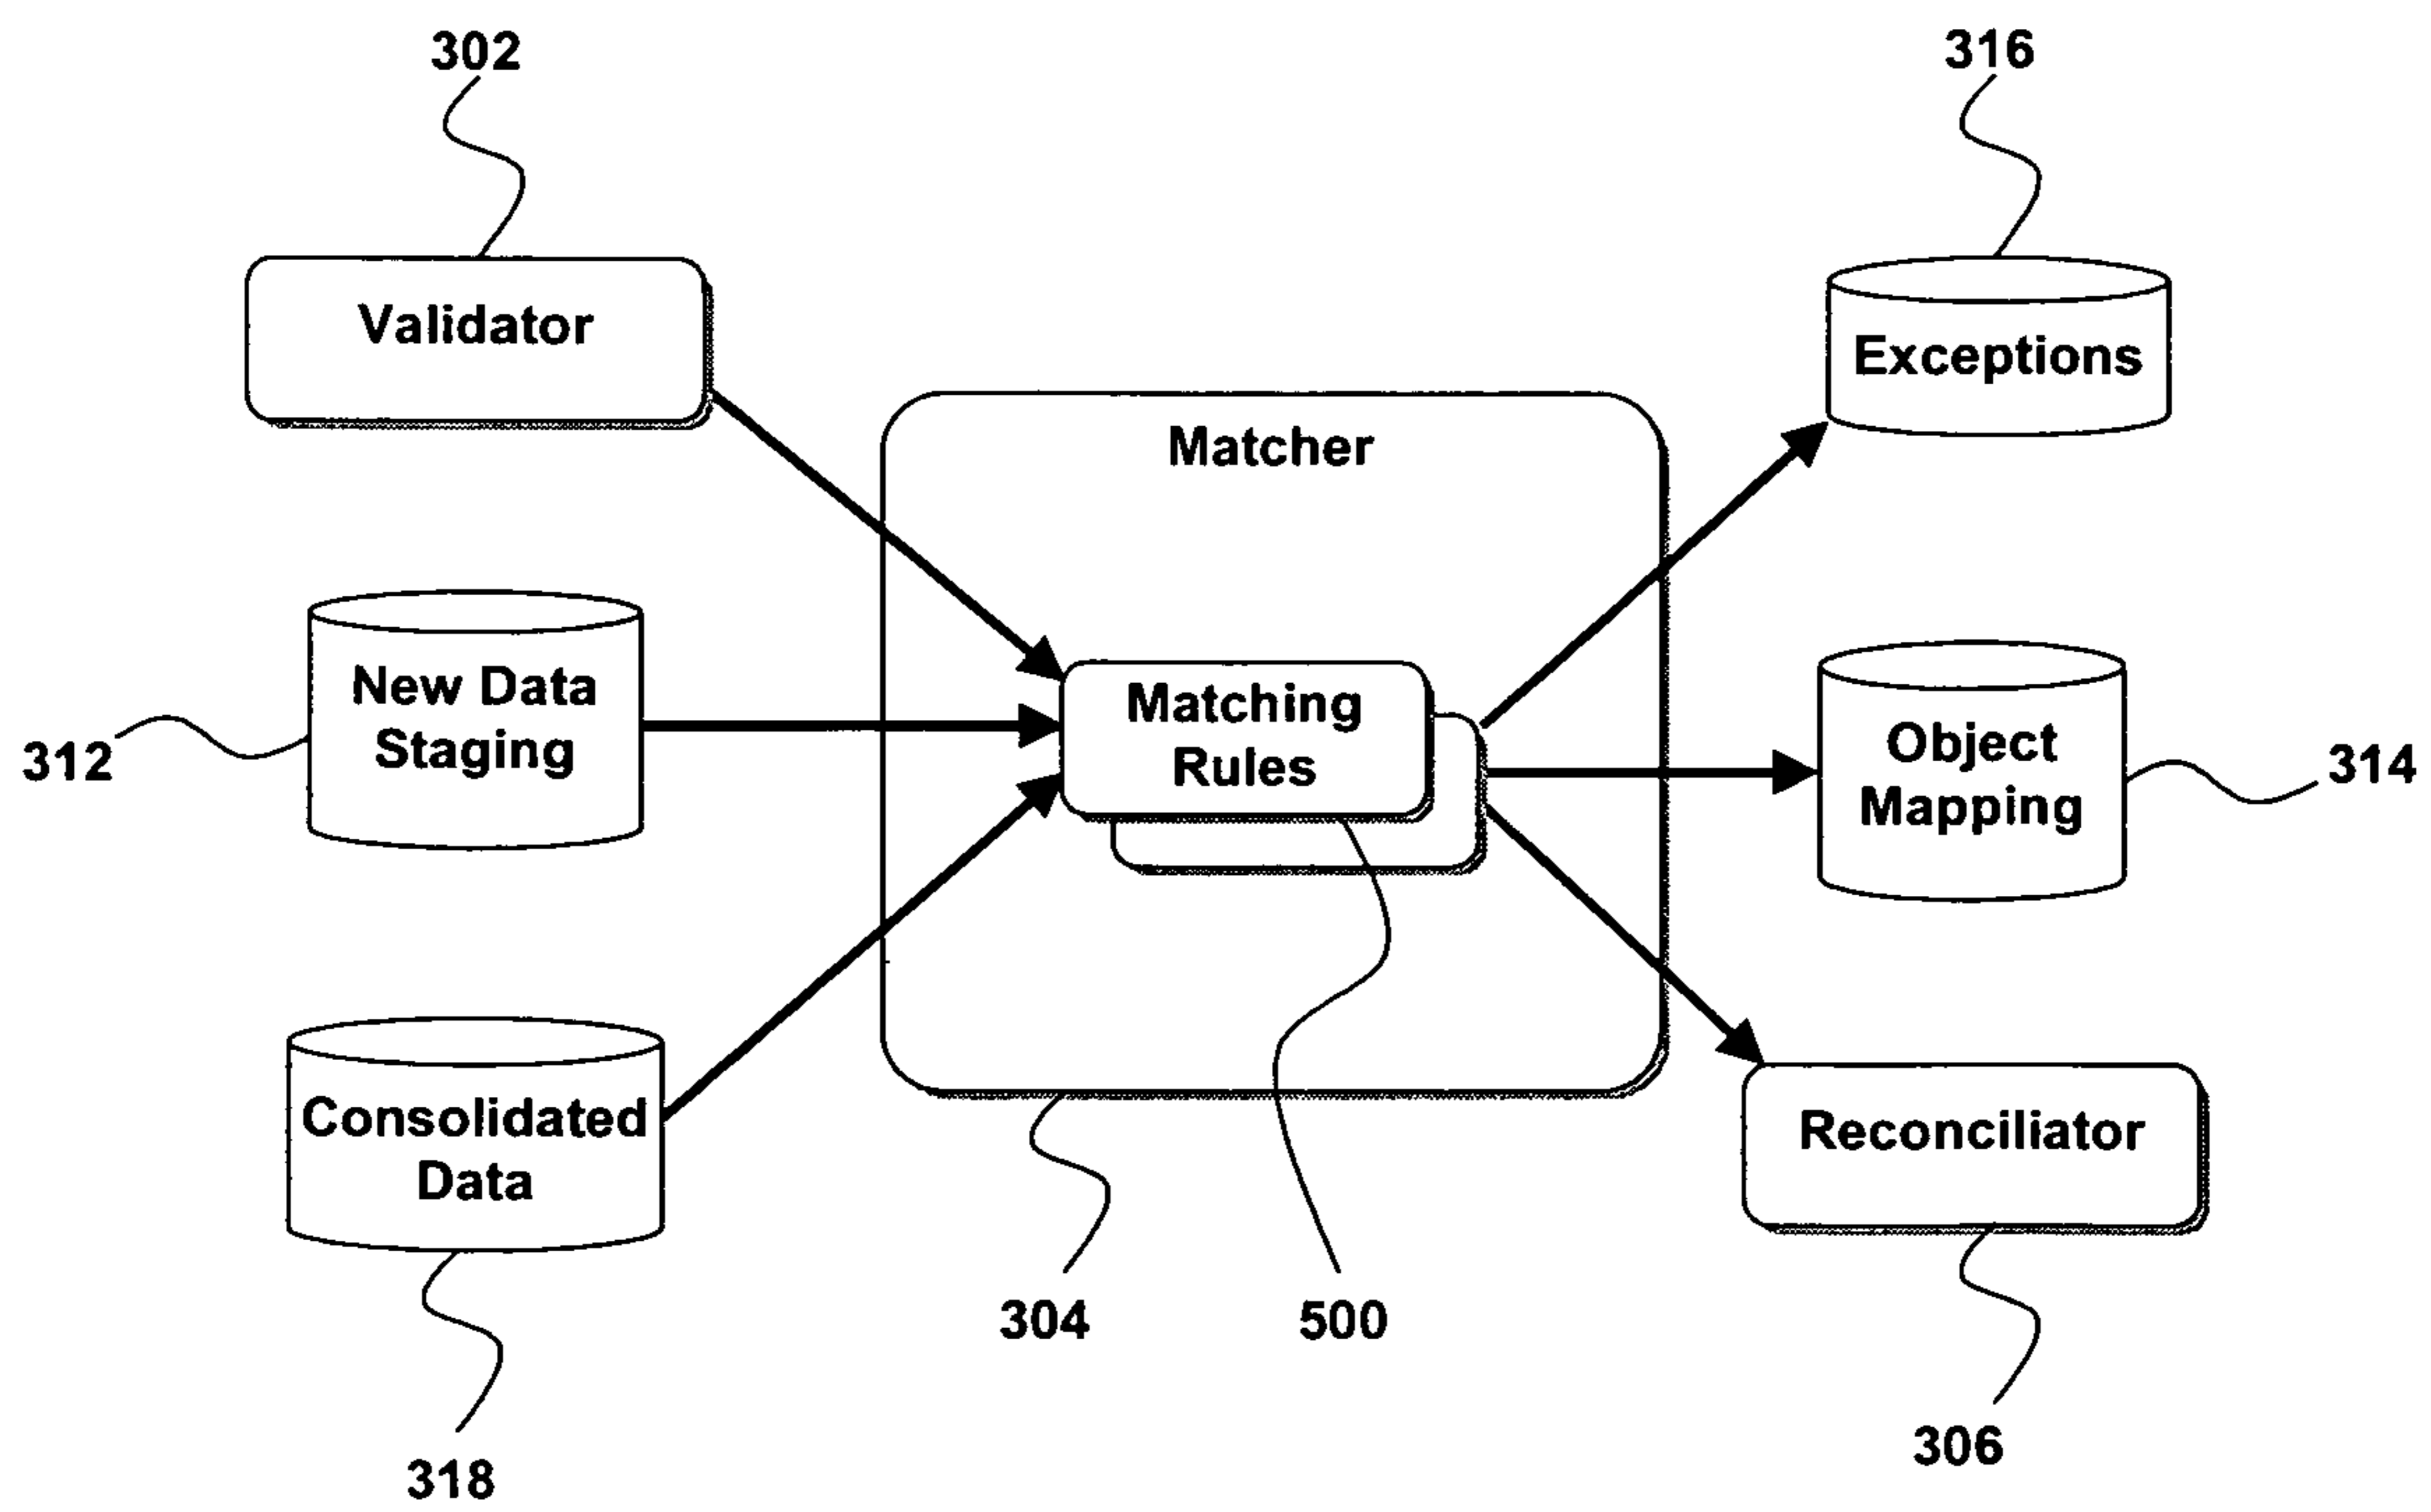 302
316
Validator
Exceptions
Matcher
New Data
Staging
Matching
Rules
Object
Mapping
312
314
Consolidated
Data
Reconciliator
304
500
306
318